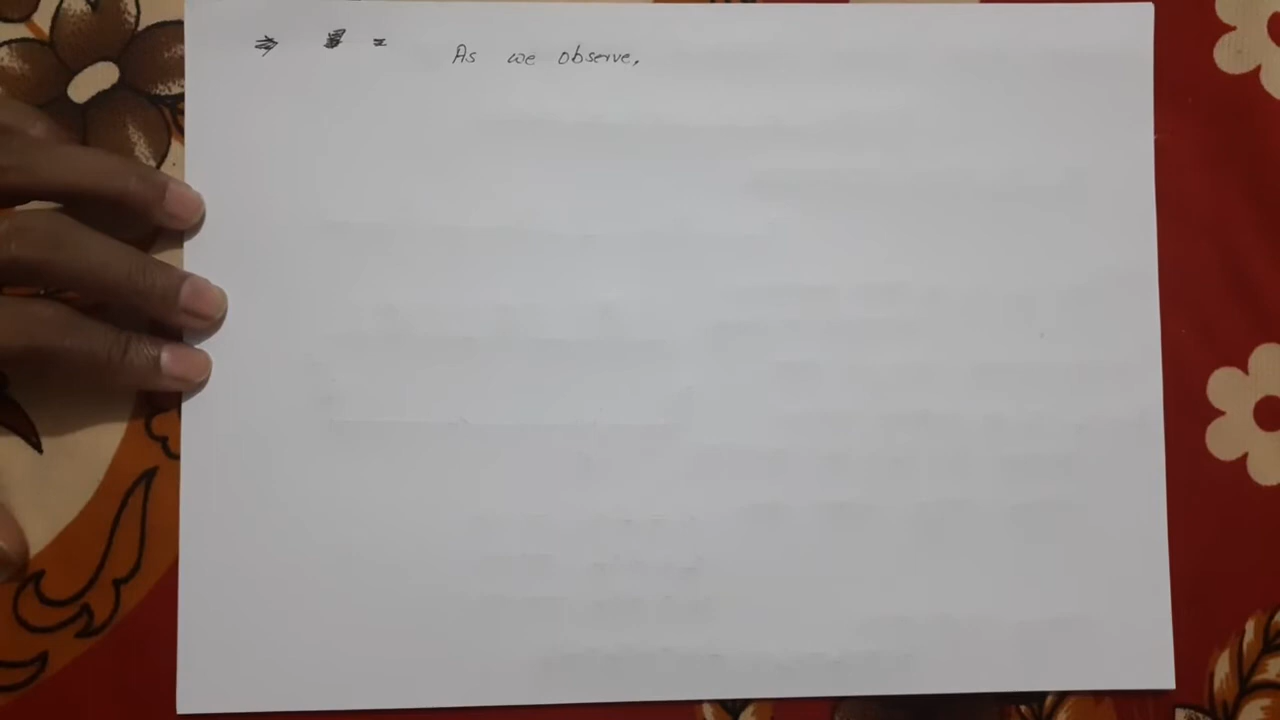 ⇒ = As we observe,